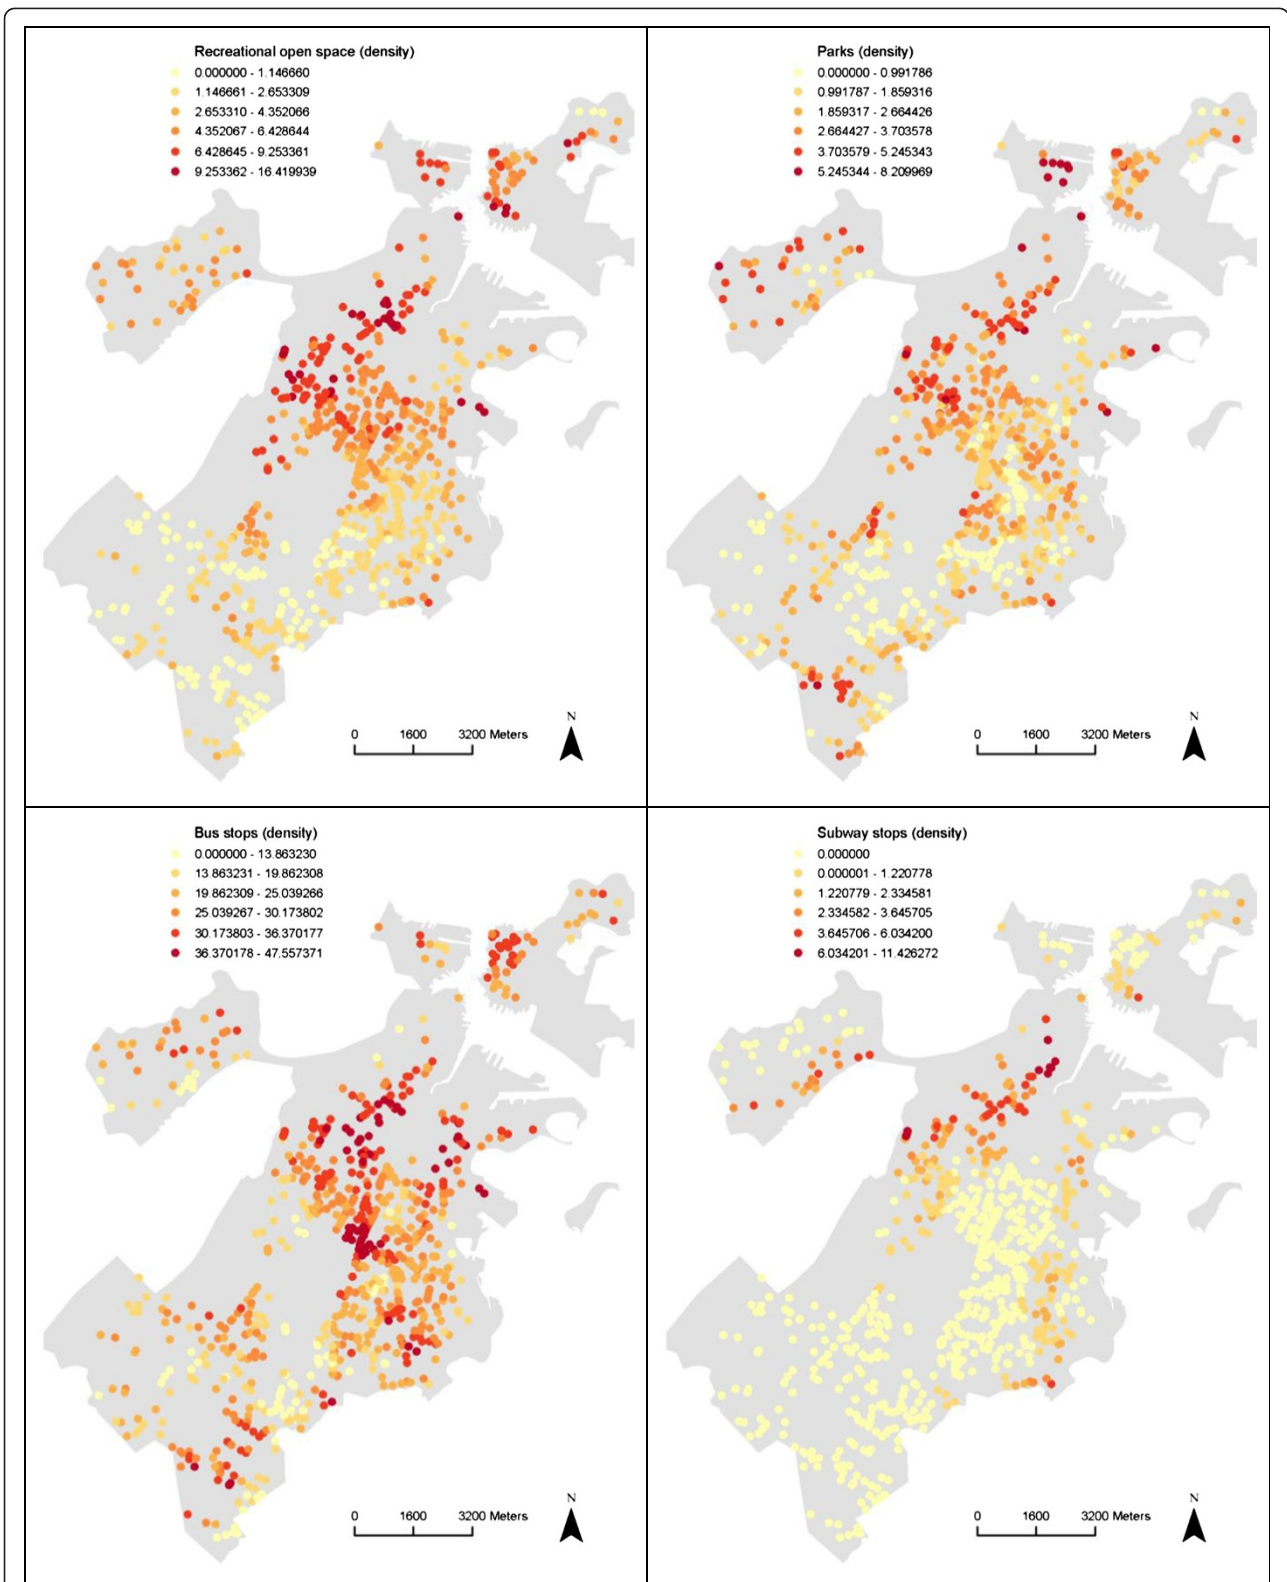 Recreational open space (density)
0.000000 - 1.146660
1.146661 - 2.653309
2.653310 - 4.352066
4.352067 - 6.428644
6.428645 - 9.253361
9.253362 - 16.419939
N
0 1600 3200 Meters
Parks (density)
0.000000 - 0.991786
0.991787 - 1.859316
1.859317 - 2.664426
2.664427 - 3.703578
3.703579 - 5.245343
5.245344 - 8.209969
N
0 1600 3200 Meters
Bus stops (density)
0.000000 - 13.863230
13.863231 - 19.862308
19.862309 - 25.039266
25.039267 - 30.173802
30.173803 - 36.370177
36.370178 - 47.557371
N
0 1600 3200 Meters
Subway stops (density)
0.000000
0.000001 - 1.220778
1.220779 - 2.334581
2.334582 - 3.645705
3.645706 - 6.034200
6.034201 - 11.426272
N
0 1600 3200 Meters